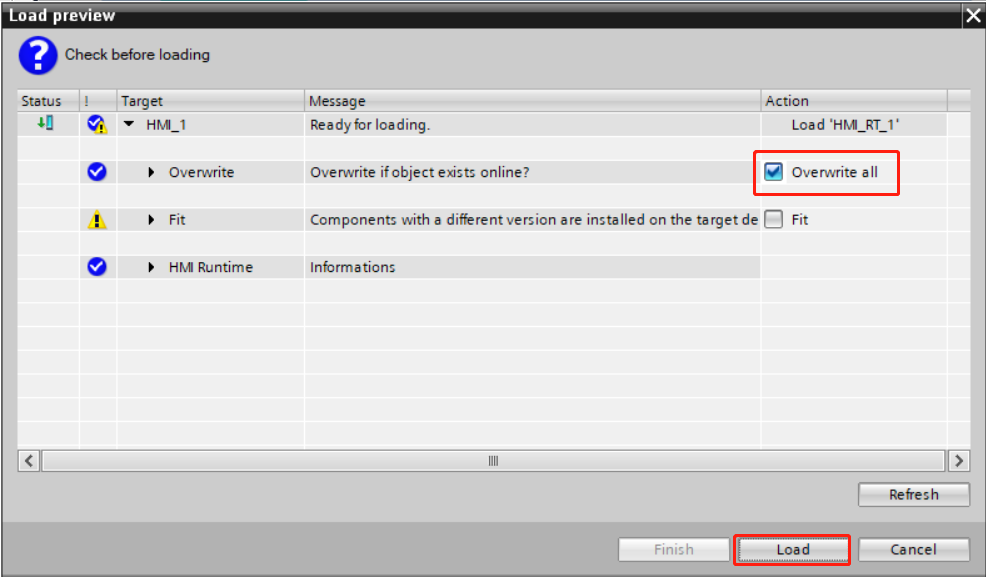 Load preview
Check before loading
Status ! Target Message Action
HMI_1 Ready for loading. Load 'HMI_RT_1'
Overwrite Overwrite if object exists online? Overwrite all
Fit Components with a different version are installed on the target de Fit
HMI Runtime Informations
Refresh
Finish Load Cancel